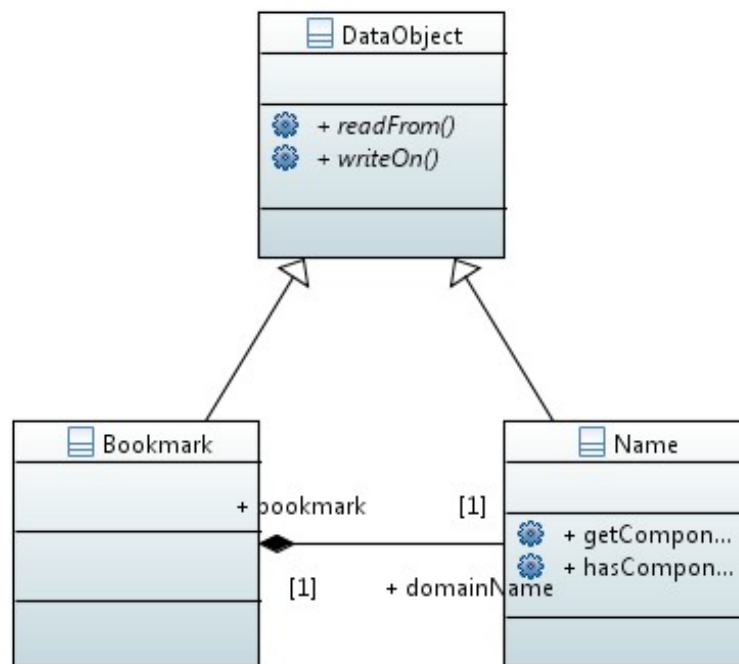 DataObject
+ readFrom()
+ writeOn()
Bookmark
Name
+ bookmark
[1]
+ getCompon...
+ hasCompon...
[1]
+ domainName